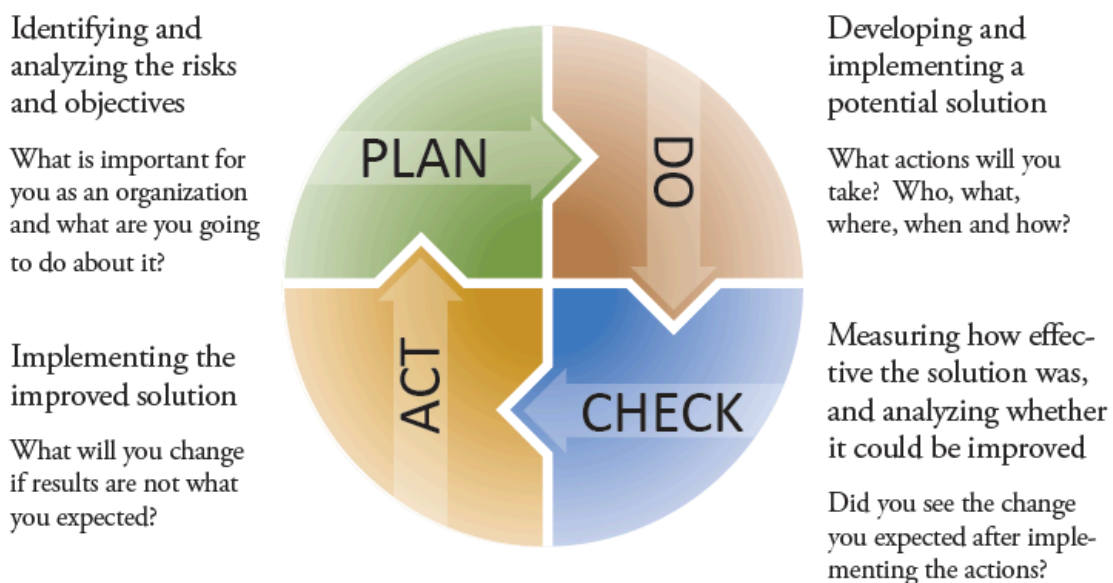 Identifying and
analyzing the risks
and objectives
What is important for
you as an organization
and what are you going
to do about it?
PLAN
DO
Developing and
implementing a
potential solution
What actions will you
take? Who, what,
where, when and how?
Implementing the
improved solution
What will you change
if results are not what
you expected?
ACT
CHECK
Measuring how effec-
tive the solution was,
and analyzing whether
it could be improved
Did you see the change
you expected after imple-
menting the actions?